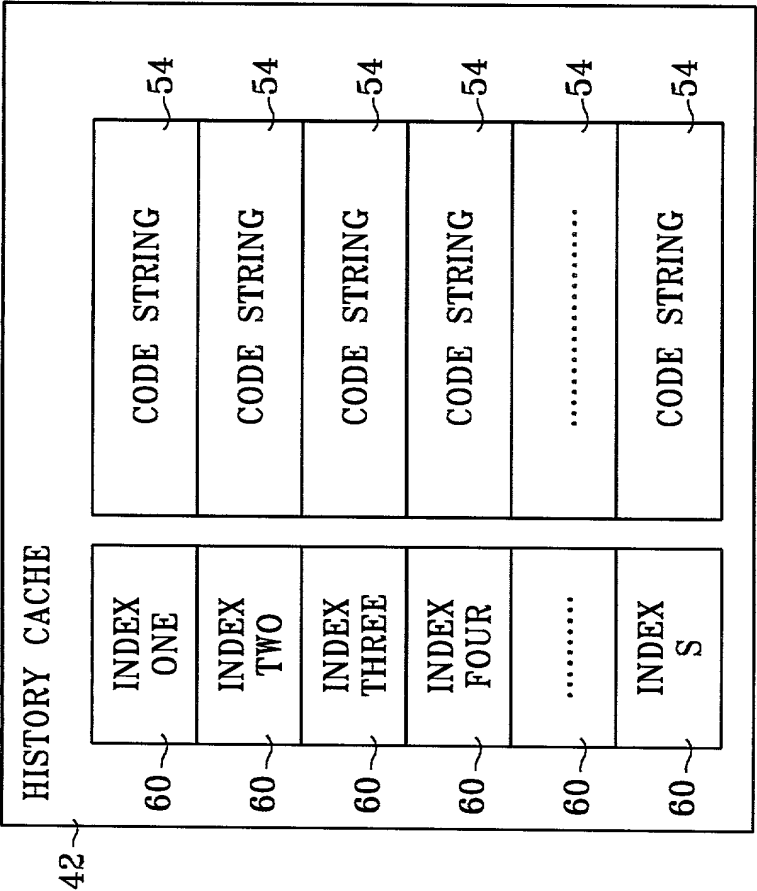 42
HISTORY CACHE
60 INDEX ONE CODE STRING 54
60 INDEX TWO CODE STRING 54
60 INDEX THREE CODE STRING 54
60 INDEX FOUR CODE STRING 54
60 .......... .................... 54
60 INDEX S CODE STRING 54